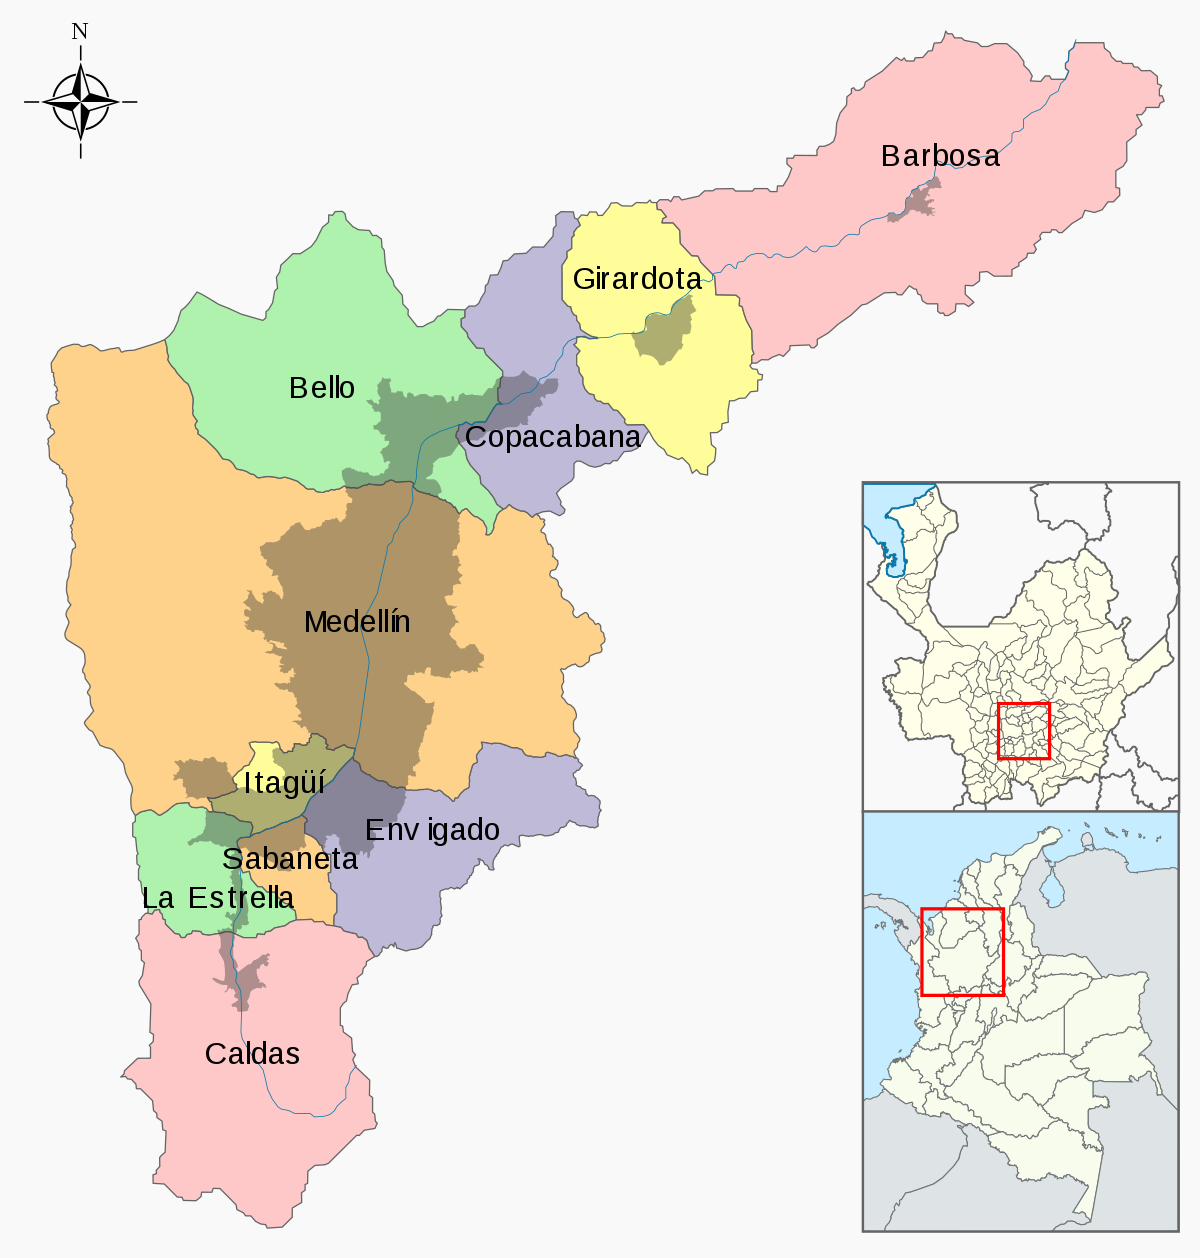 N
Barbosa
Girardota
Bello
Copacabana
Medellín
Itagüí
Envigado
Sabaneta
La Estrella
Caldas